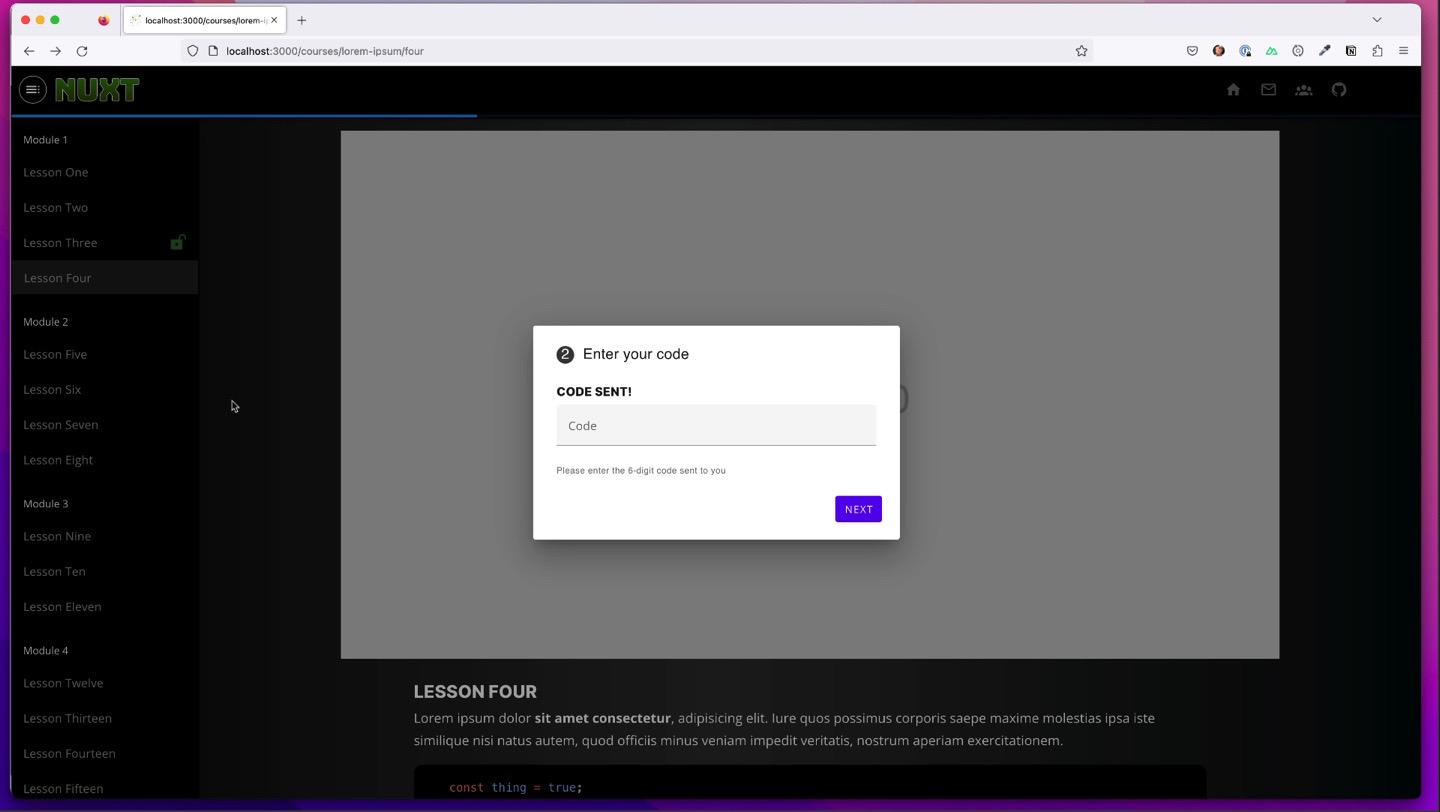 localhost:3000/courses/lorem-i
localhost:3000/courses/lorem-ipsum/four
NUXT
Module 1
Lesson One
Lesson Two
Lesson Three
Lesson Four
Module 2
Lesson Five
Lesson Six
Lesson Seven
Lesson Eight
Module 3
Lesson Nine
Lesson Ten
Lesson Eleven
Module 4
Lesson Twelve
Lesson Thirteen
Lesson Fourteen
Lesson Fifteen
2 Enter your code
CODE SENT!
Code
Please enter the 6-digit code sent to you
NEXT
LESSON FOUR
Lorem ipsum dolor sit amet consectetur, adipisicing elit. Iure quos possimus corporis saepe maxime molestias ipsa iste
similique nisi natus autem, quod officiis minus veniam impedit veritatis, nostrum aperiam exercitationem.
const thing = true;